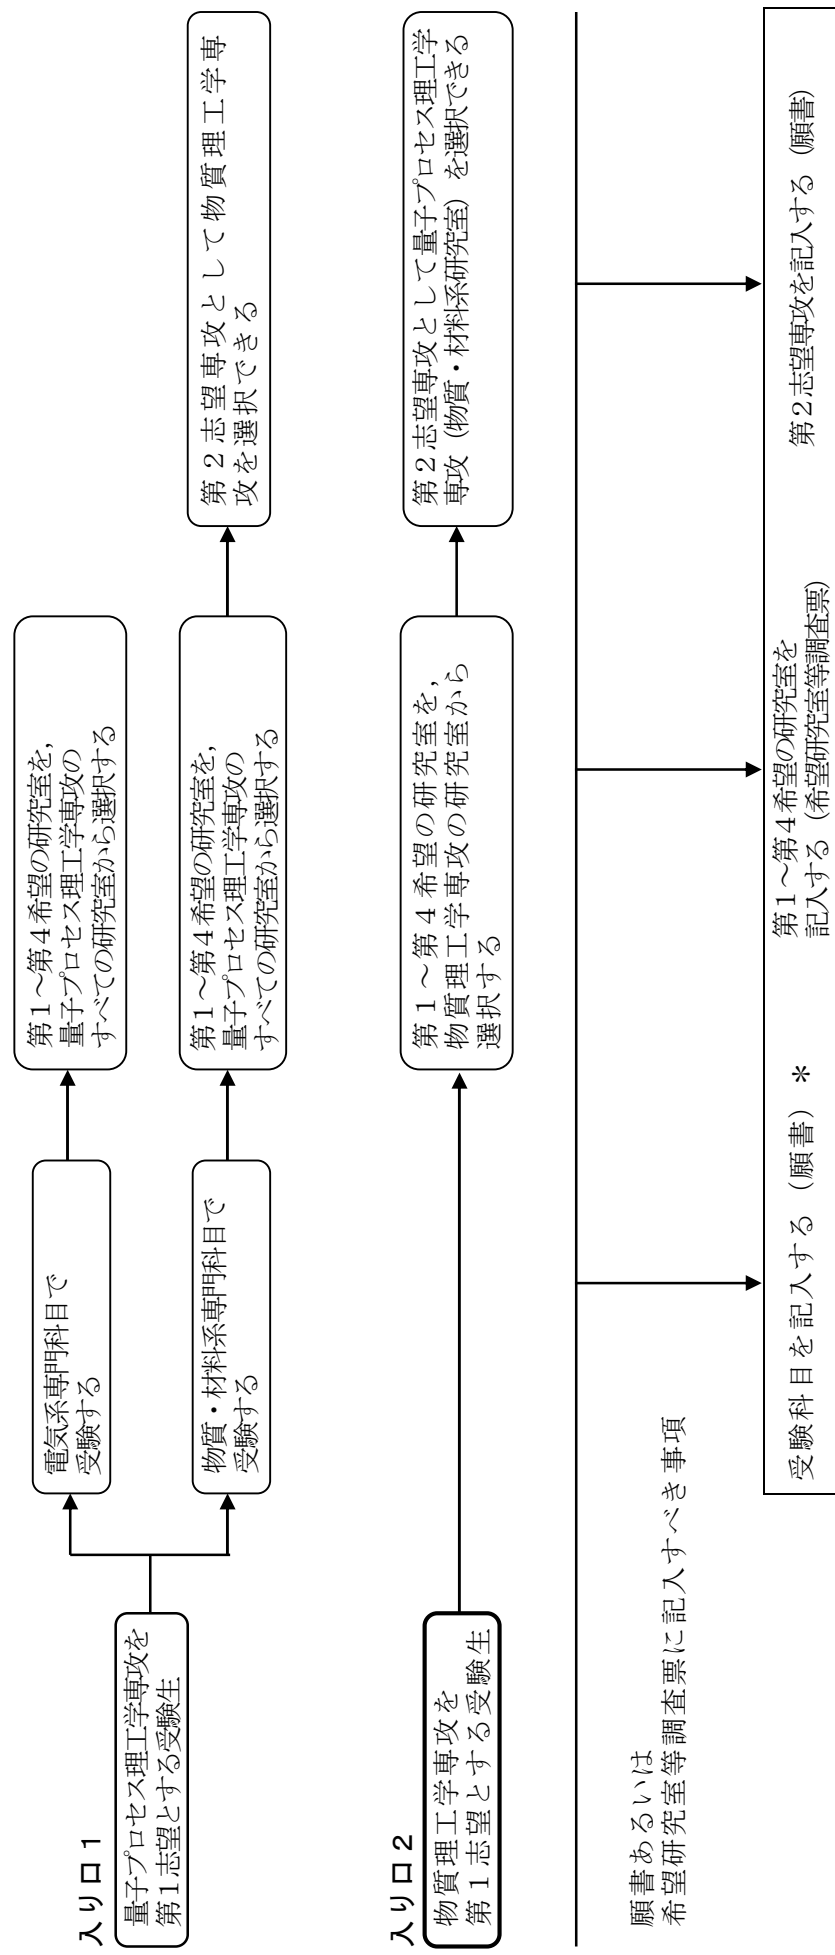 入り口1
量子プロセス理工学専攻を
第1志望とする受験生
電気系専門科目で
受験する
第1～第4希望の研究室を,
量子プロセス理工学専攻の
すべての研究室から選択する
物質・材料系専門科目で
受験する
第1～第4希望の研究室を,
量子プロセス理工学専攻の
すべての研究室から選択する
第2志望専攻として物質理工学専
攻を選択できる
入り口2
物質理工学専攻を
第1志望とする受験生
第1～第4希望の研究室を,
物質理工学専攻の研究室から
選択する
第2志望専攻として量子プロセス理工学
専攻（物質・材料系研究室）を選択できる
願書あるいは
希望研究室等調査票に記入すべき事項
受験科目を記入する（願書）＊
第1～第4希望の研究室を
記入する（希望研究室等調査票）
第2志望専攻を記入する（願書）